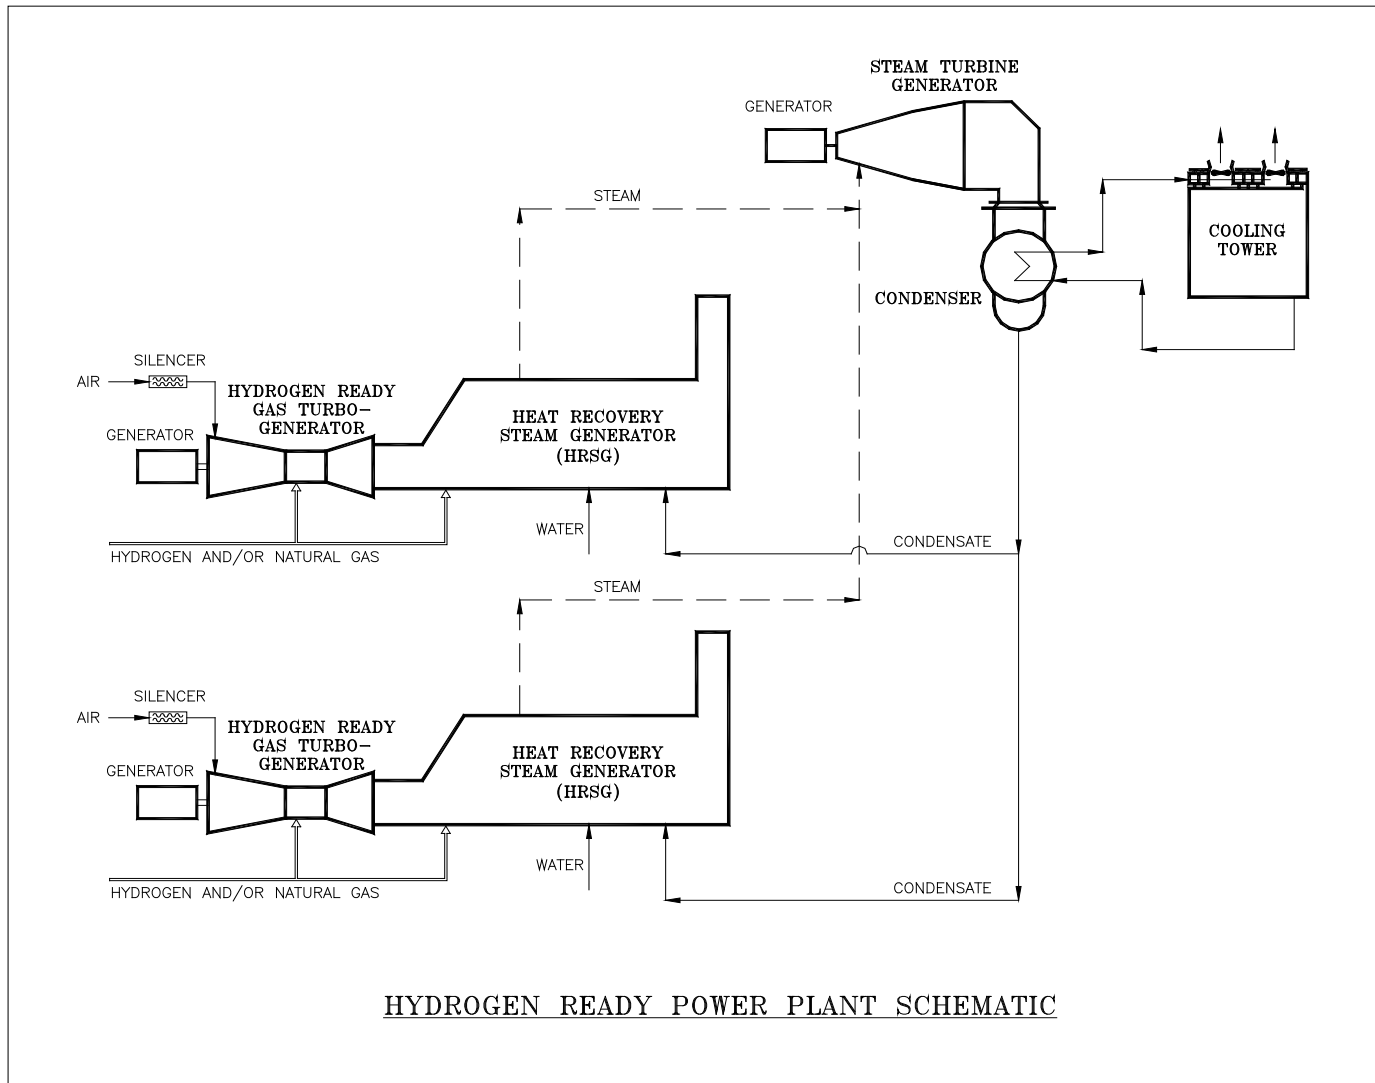 STEAM TURBINE
GENERATOR
GENERATOR
STEAM
COOLING
TOWER
CONDENSER
SILENCER
AIR
HYDROGEN READY
GAS TURBO-
GENERATOR
GENERATOR
HEAT RECOVERY
STEAM GENERATOR
(HRSG)
WATER
CONDENSATE
HYDROGEN AND/OR NATURAL GAS
STEAM
SILENCER
AIR
HYDROGEN READY
GAS TURBO-
GENERATOR
GENERATOR
HEAT RECOVERY
STEAM GENERATOR
(HRSG)
WATER
CONDENSATE
HYDROGEN AND/OR NATURAL GAS
HYDROGEN READY POWER PLANT SCHEMATIC